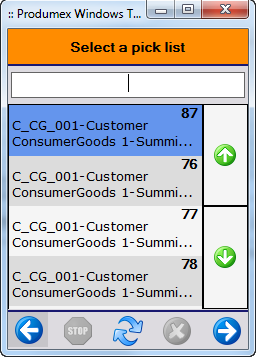 :: Produmex Windows T...
Select a pick list
87
C_CG_001-Customer
ConsumerGoods 1-Summi...
76
C_CG_001-Customer
ConsumerGoods 1-Summi...
77
C_CG_001-Customer
ConsumerGoods 1-Summi...
78
C_CG_001-Customer
ConsumerGoods 1-Summi...
STOP